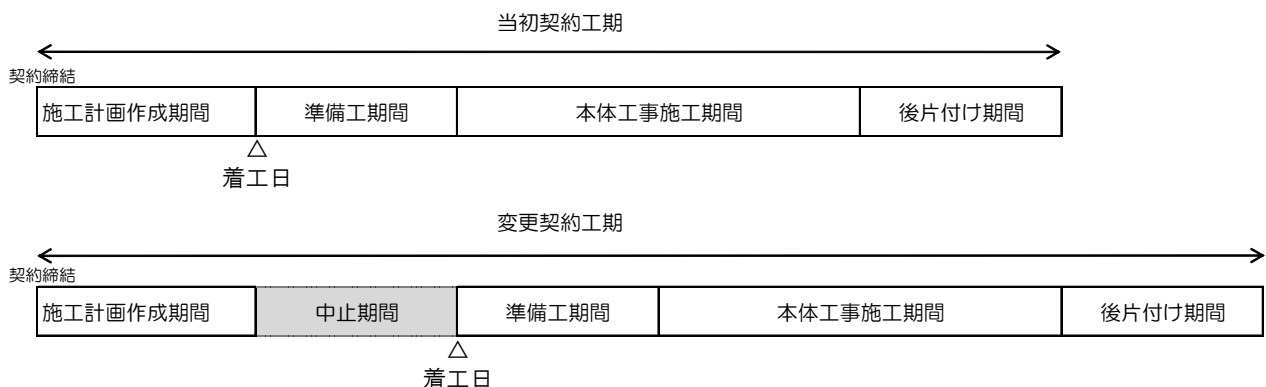 当初契約工期
契約締結
施工計画作成期間 準備工期間 本体工事施工期間 後片付け期間
△
着工日
変更契約工期
契約締結
施工計画作成期間 中止期間 準備工期間 本体工事施工期間 後片付け期間
△
着工日